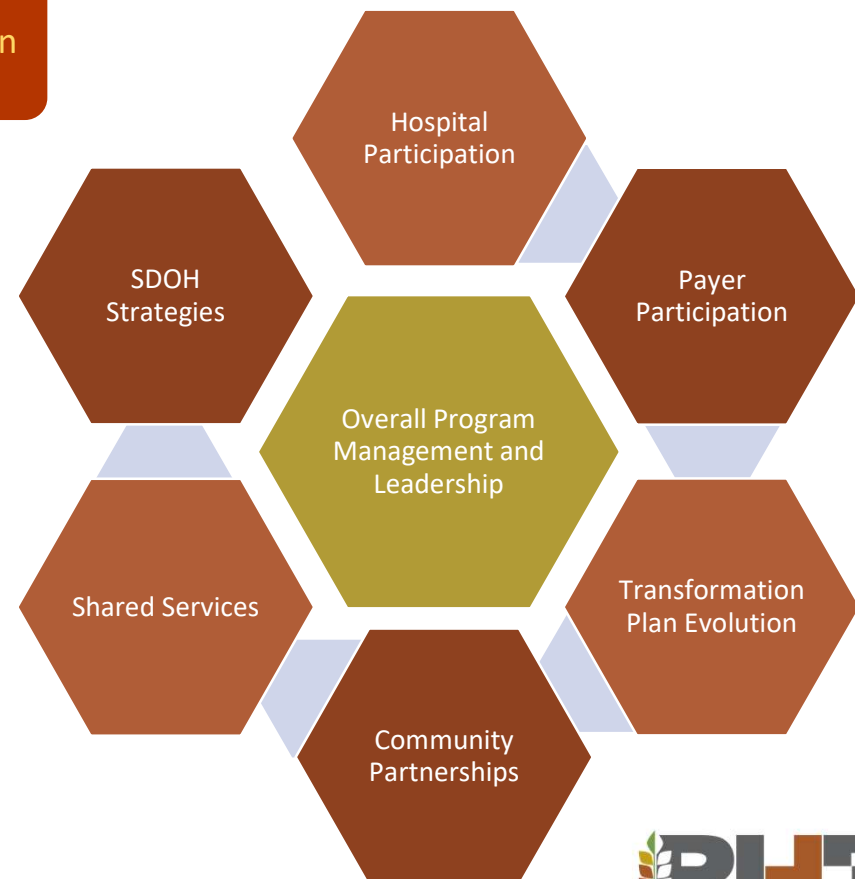 Hospital
Participation
SDOH
Strategies
Payer
Participation
Overall Program
Management and
Leadership
Shared Services
Transformation
Plan Evolution
Community
Partnerships